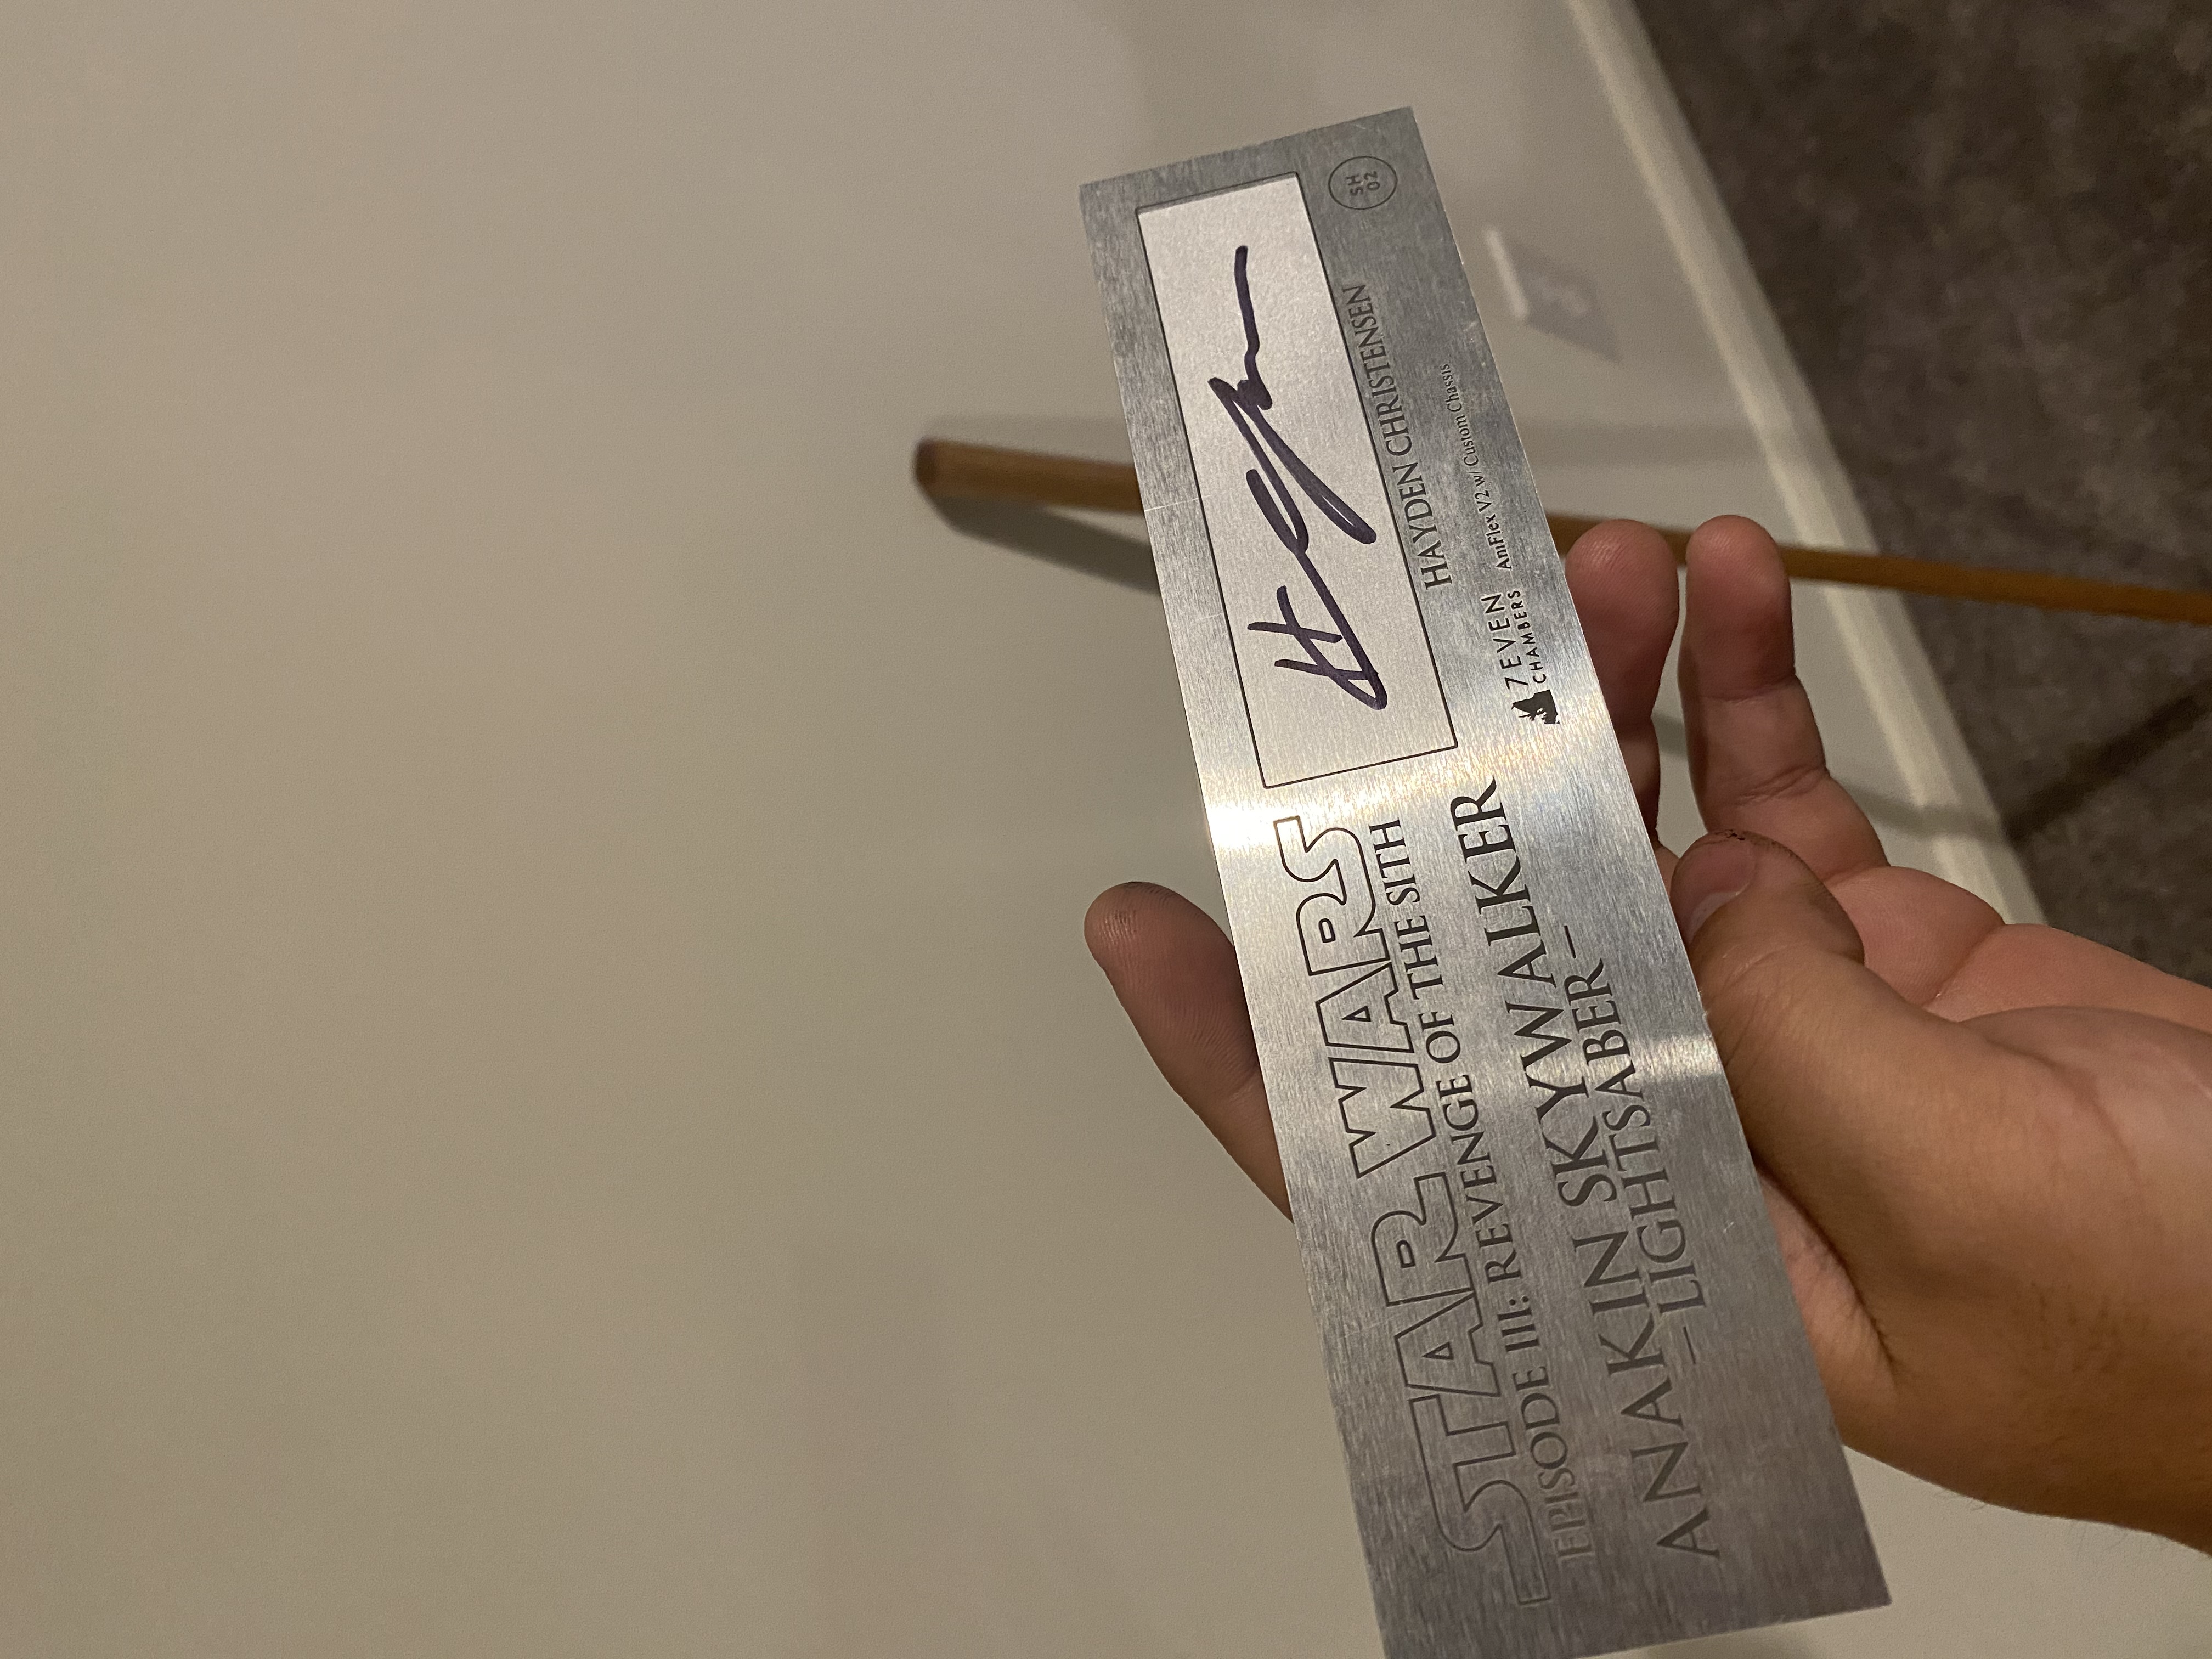 STAR WARS
EPISODE III: REVENGE OF THE SITH
ANAKIN SKYWALKER
–LIGHTSABER–
HAYDEN CHRISTENSEN
7EVEN
CHAMBERS
AniFlex V2 w/ Custom Chassis
SH
02